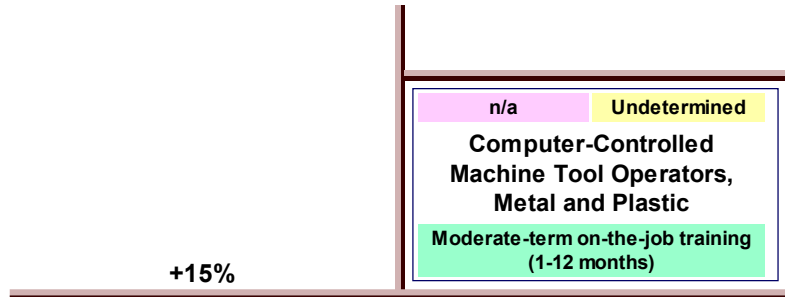 n/a Undetermined
Computer-Controlled
Machine Tool Operators,
Metal and Plastic
Moderate-term on-the-job training
(1-12 months)
+15%